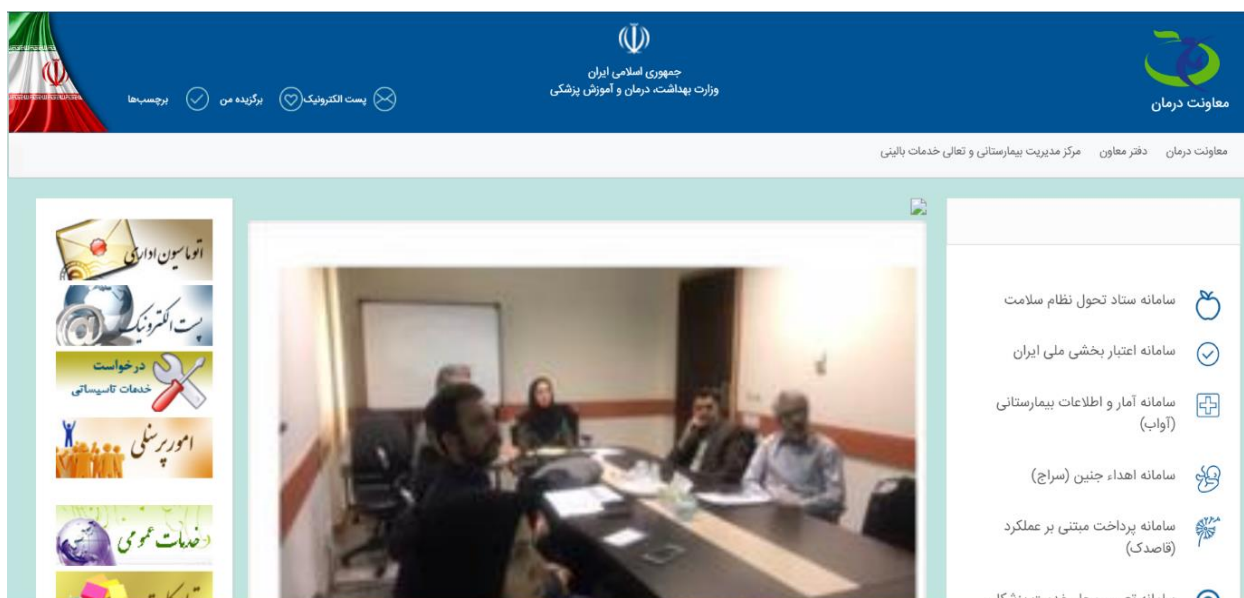 جمهوری اسلامی ایران
وزارت بهداشت، درمان و آموزش پزشکی
معاونت درمان
پست الکترونیک
برگزیده من
برچسب‌ها
معاونت درمان دفتر معاون مرکز مدیریت بیمارستانی و تعالی خدمات بالینی
سامانه ستاد تحول نظام سلامت
سامانه اعتبار بخشی ملی ایران
سامانه آمار و اطلاعات بیمارستانی
(آواب)
سامانه اهداء جنین (سراج)
سامانه پرداخت مبتنی بر عملکرد
(قاصدک)
اتوماسیون اداری
پست الکترونیک
درخواست
خدمات تاسیساتی
امور پرسنلی
خدمات عمومی